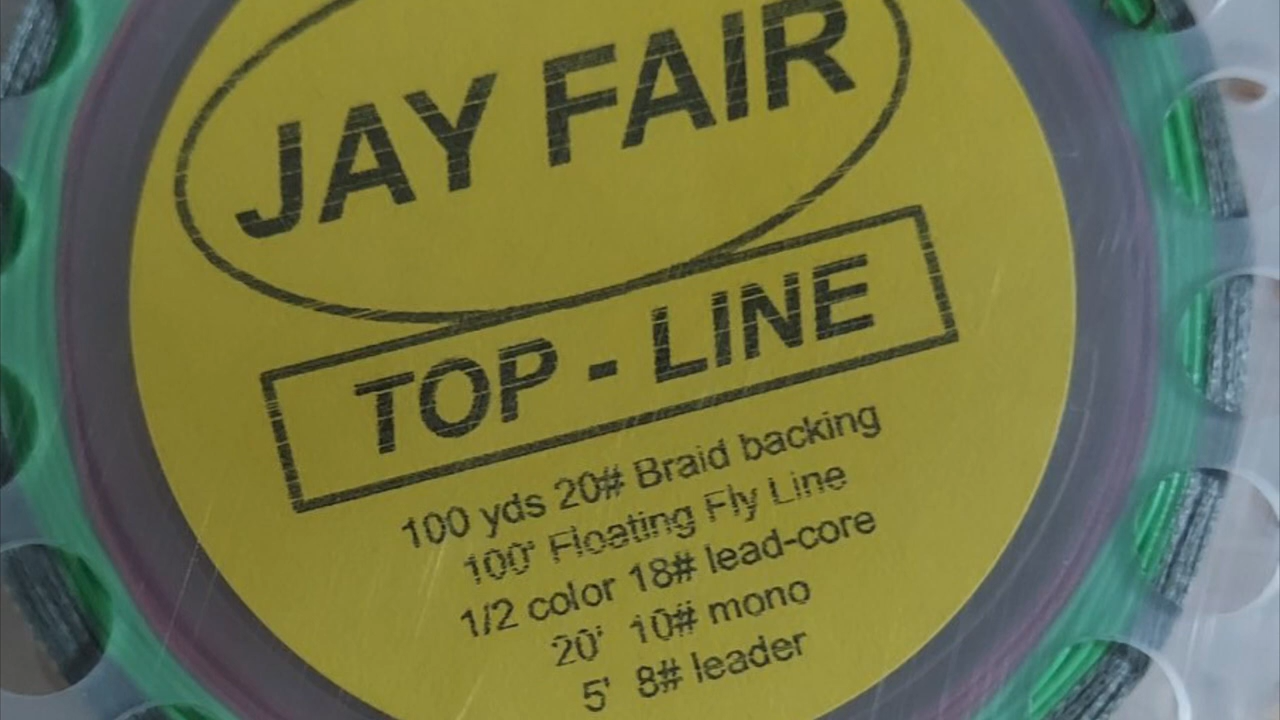 JAY FAIR
TOP - LINE
100 yds 20# Braid backing
100' Floating Fly Line
1/2 color 18# lead-core
20' 10# mono
5' 8# leader